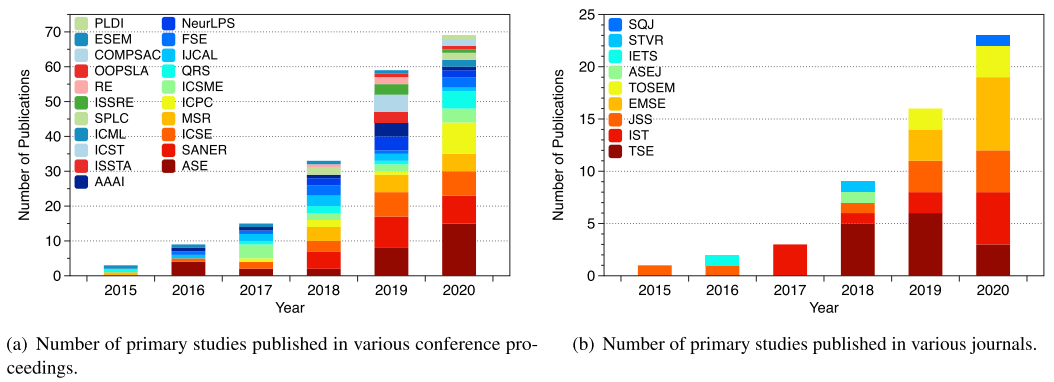 PLDI
ESEM
COMPSAC
OOPSLA
RE
ISSRE
SPLC
ICML
ICST
ISSTA
AAAI
NeurLPS
FSE
IJCAL
QRS
ICSME
ICPC
MSR
ICSE
SANER
ASE
70
60
50
40
30
20
10
0
Number of Publications
2015 2016 2017 2018 2019 2020
Year
(a) Number of primary studies published in various conference pro-
ceedings.
SQJ
STVR
IETS
ASEJ
TOSEM
EMSE
JSS
IST
TSE
25
20
15
10
5
0
Number of Publications
2015 2016 2017 2018 2019 2020
Year
(b) Number of primary studies published in various journals.